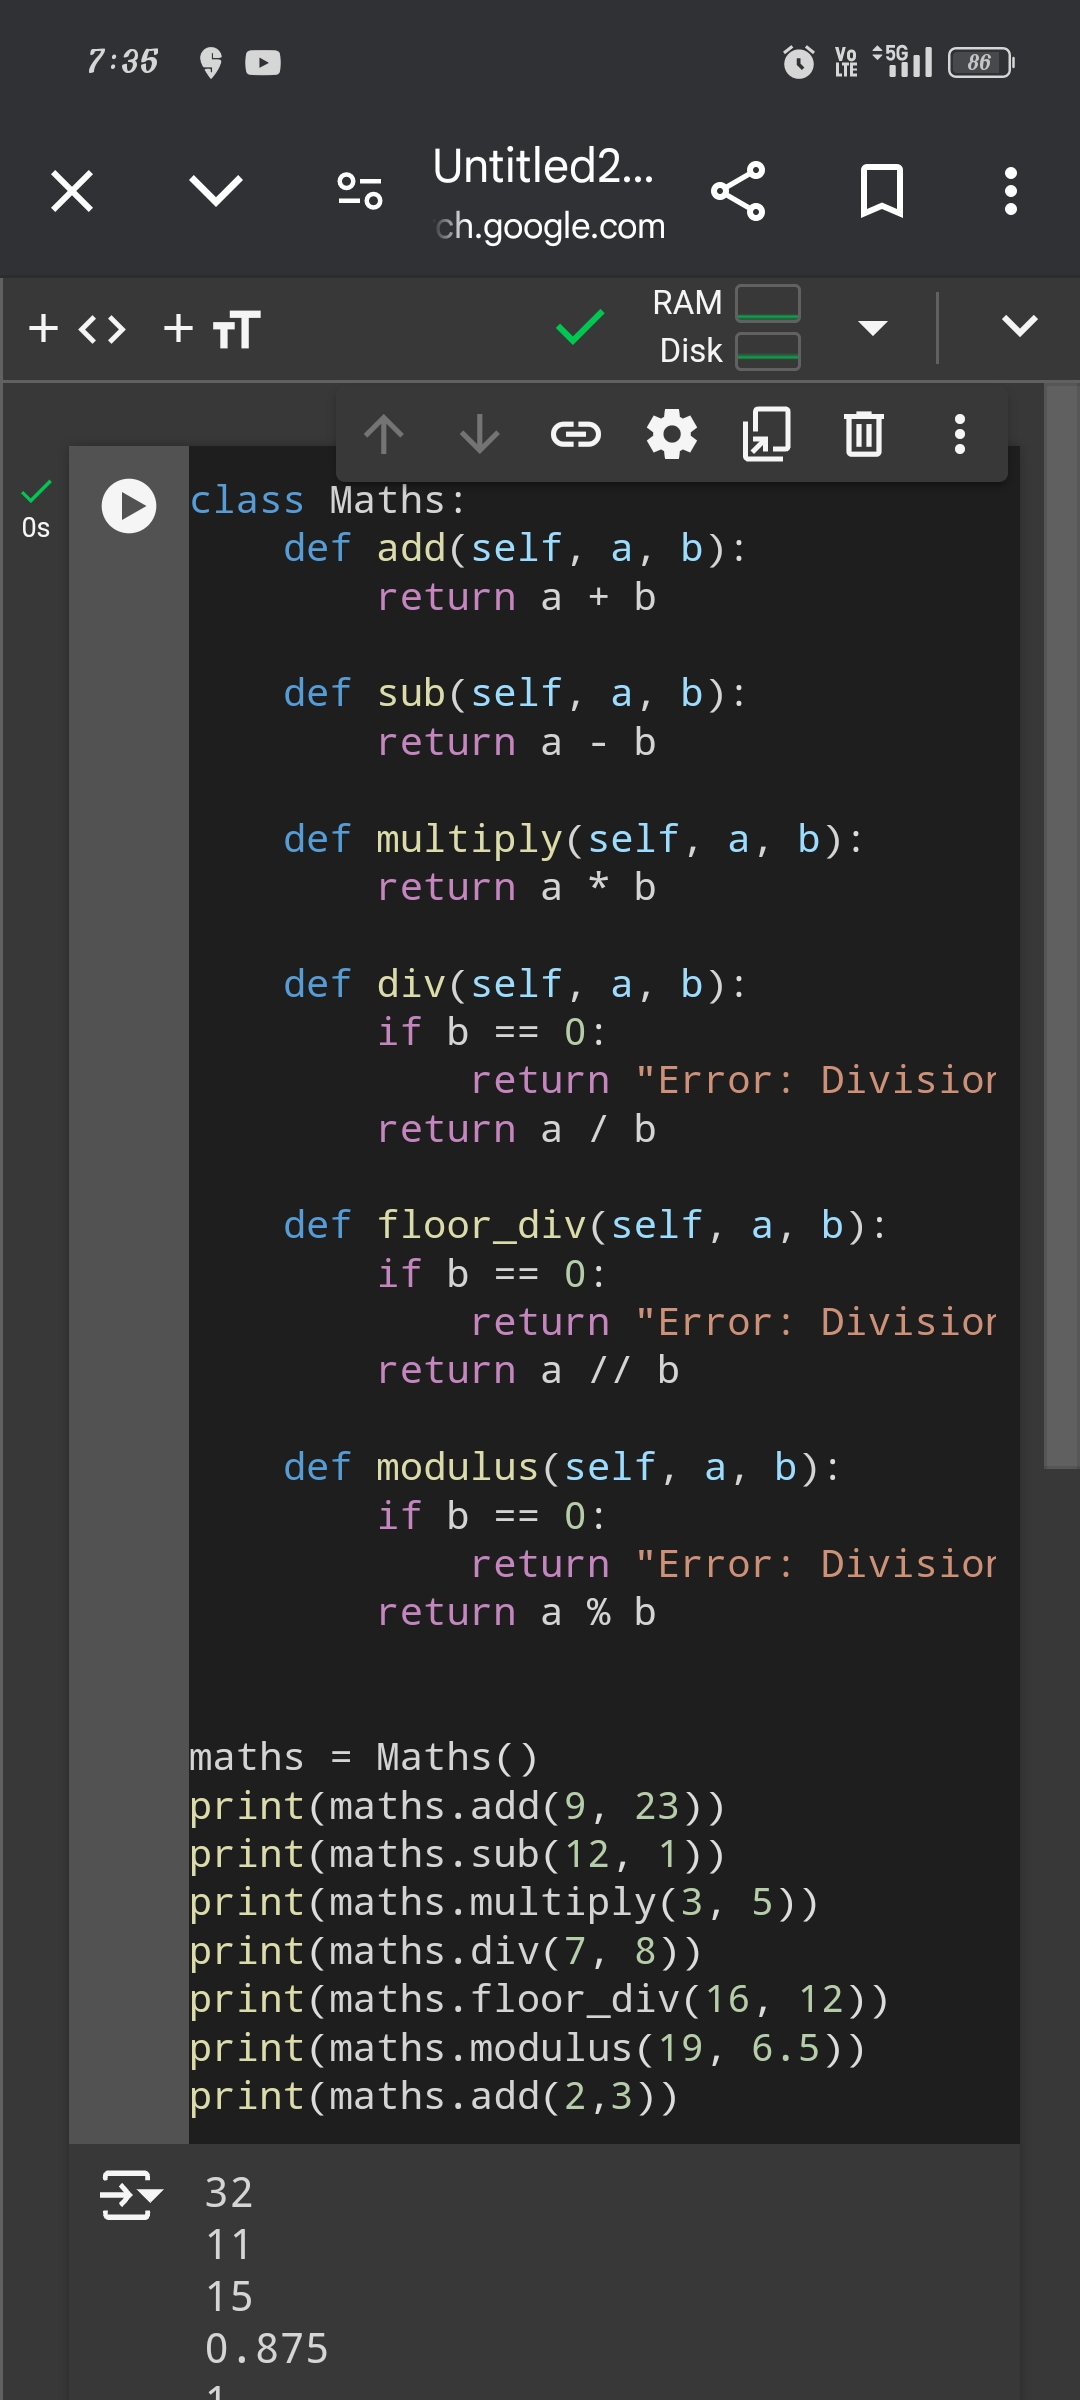 7:35
Vo
LTE
5G
86
Untitled2...
ch.google.com
RAM
Disk
+ <> + TT
0s
class Maths:
    def add(self, a, b):
        return a + b
    def sub(self, a, b):
        return a - b
    def multiply(self, a, b):
        return a * b
    def div(self, a, b):
        if b == 0:
            return "Error: Division
        return a / b
    def floor_div(self, a, b):
        if b == 0:
            return "Error: Division
        return a // b
    def modulus(self, a, b):
        if b == 0:
            return "Error: Division
        return a % b
maths = Maths()
print(maths.add(9, 23))
print(maths.sub(12, 1))
print(maths.multiply(3, 5))
print(maths.div(7, 8))
print(maths.floor_div(16, 12))
print(maths.modulus(19, 6.5))
print(maths.add(2,3))
32
11
15
0.875
1